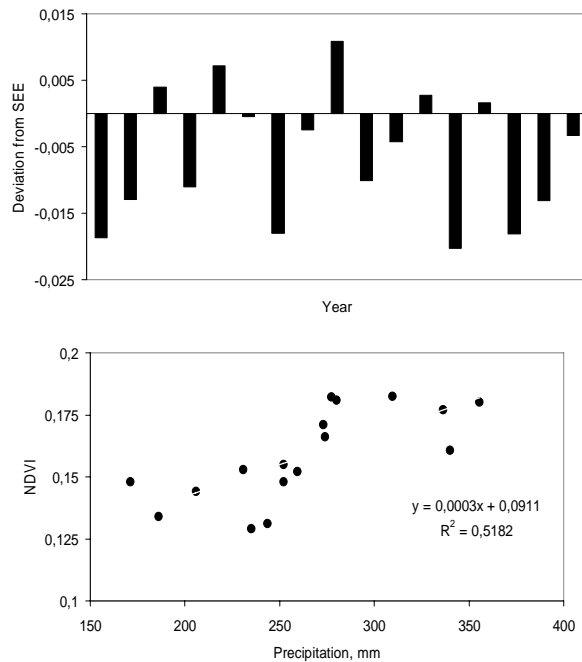 0,015
0,005
-0,005
-0,015
-0,025
Deviation from SEE
Year
0,2
0,175
0,15
0,125
0,1
NDVI
y = 0,0003x + 0,0911
R² = 0,5182
150 200 250 300 350 400
Precipitation, mm